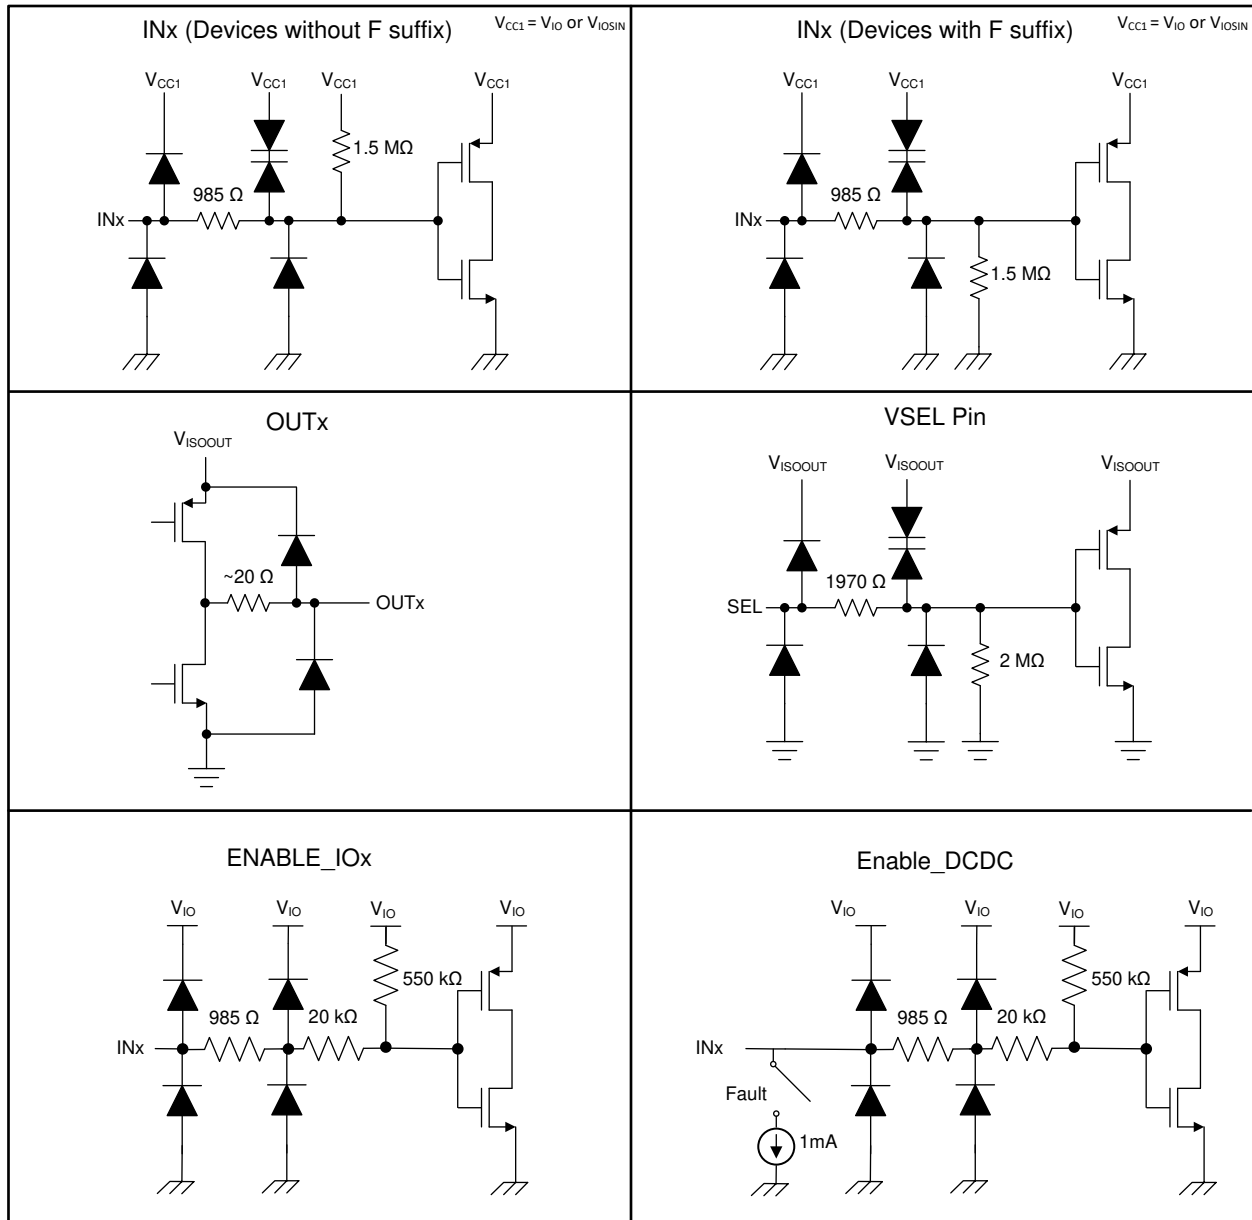 INx (Devices without F suffix)
VCC1 = VIO or VIOSIN
VCC1
VCC1
VCC1
VCC1
1.5 MΩ
985 Ω
INx
INx (Devices with F suffix)
VCC1 = VIO or VIOSIN
VCC1
VCC1
VCC1
985 Ω
INx
1.5 MΩ
OUTx
VISOOUT
~20 Ω
OUTx
VSEL Pin
VISOOUT
VISOOUT
VISOOUT
1970 Ω
SEL
2 MΩ
ENABLE_IOx
VIO
VIO
VIO
VIO
550 kΩ
985 Ω
20 kΩ
INx
Enable_DCDC
VIO
VIO
VIO
VIO
550 kΩ
985 Ω
20 kΩ
INx
Fault
1mA